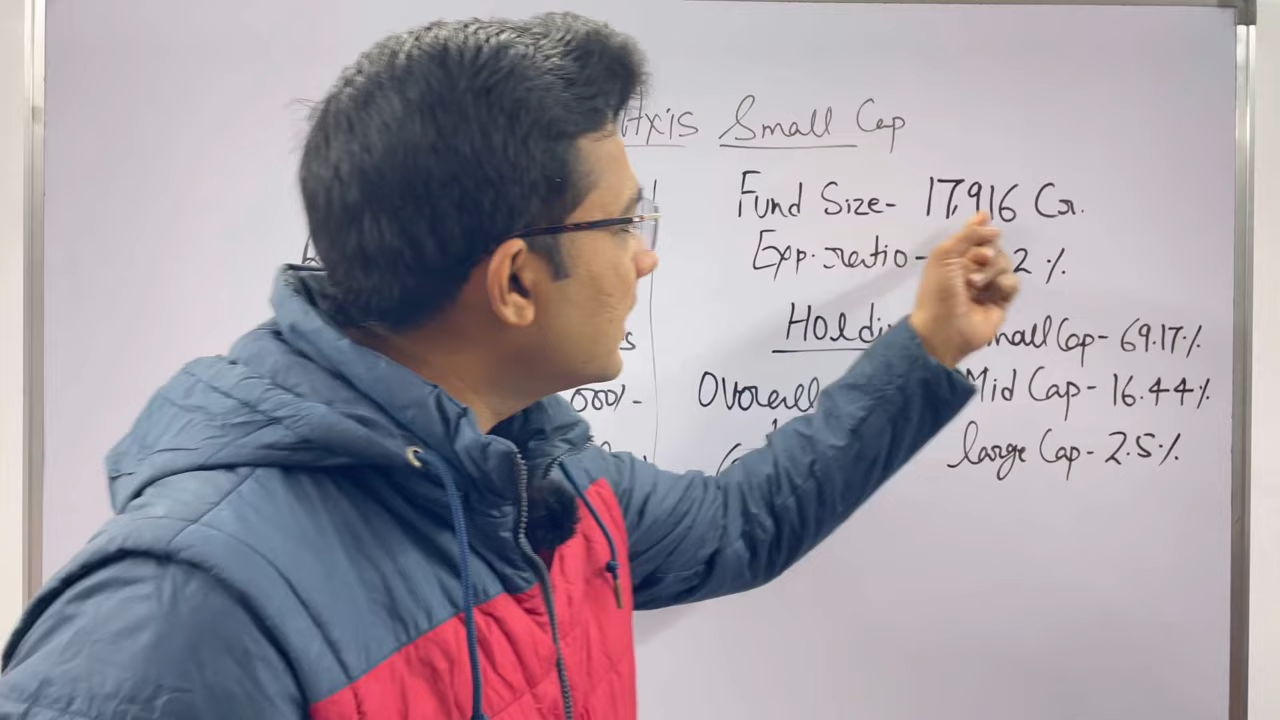 Axis Small Cap
Fund Size- 17,916 Cr.
Exp. ratio- 2 %.
Small Cap- 69.17%
000/- Overall Mid Cap- 16.44%
large Cap- 2.5%